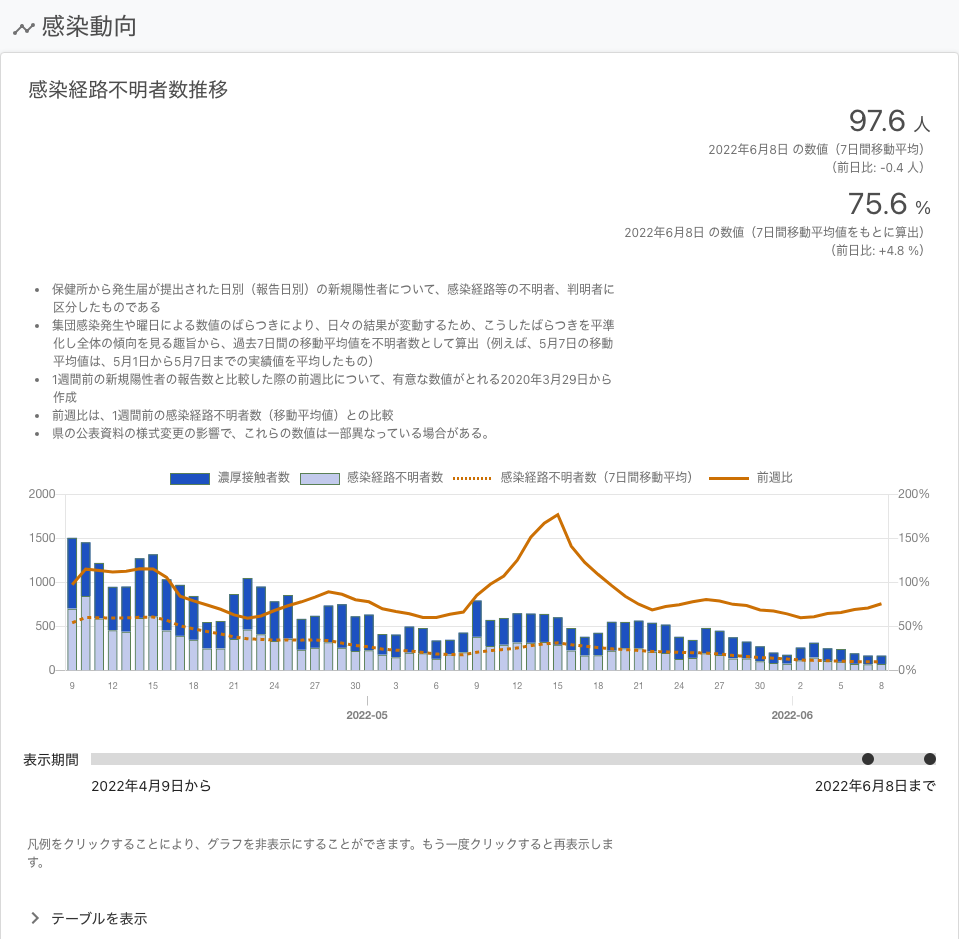 感染動向
感染経路不明者数推移
97.6 人
2022年6月8日 の数値（7日間移動平均）
（前日比: -0.4 人）
75.6 %
2022年6月8日 の数値（7日間移動平均値をもとに算出）
（前日比: +4.8 %）
• 保健所から発生届が提出された日別（報告日別）の新規陽性者について、感染経路等の不明者、判明者に
区分したものである
• 集団感染発生や曜日による数値のばらつきにより、日々の結果が変動するため、こうしたばらつきを平準
化し全体の傾向を見る趣旨から、過去7日間の移動平均値を不明者数として算出（例えば、5月7日の移動
平均値は、5月1日から5月7日までの実績値を平均したもの）
• 1週間前の新規陽性者の報告数と比較した際の前週比について、有意な数値がとれる2020年3月29日から
作成
• 前週比は、1週間前の感染経路不明者数（移動平均値）との比較
• 県の公表資料の様式変更の影響で、これらの数値は一部異なっている場合がある。
濃厚接触者数 感染経路不明者数 感染経路不明者数（7日間移動平均） 前週比
2000 200%
1500 150%
1000 100%
500 50%
0 0%
9 12 15 18 21 24 27 30 3 6 9 12 15 18 21 24 27 30 2 5 8
2022-05 2022-06
表示期間
2022年4月9日から 2022年6月8日まで
凡例をクリックすることにより、グラフを非表示にすることができます。もう一度クリックすると再表示しま
す。
テーブルを表示